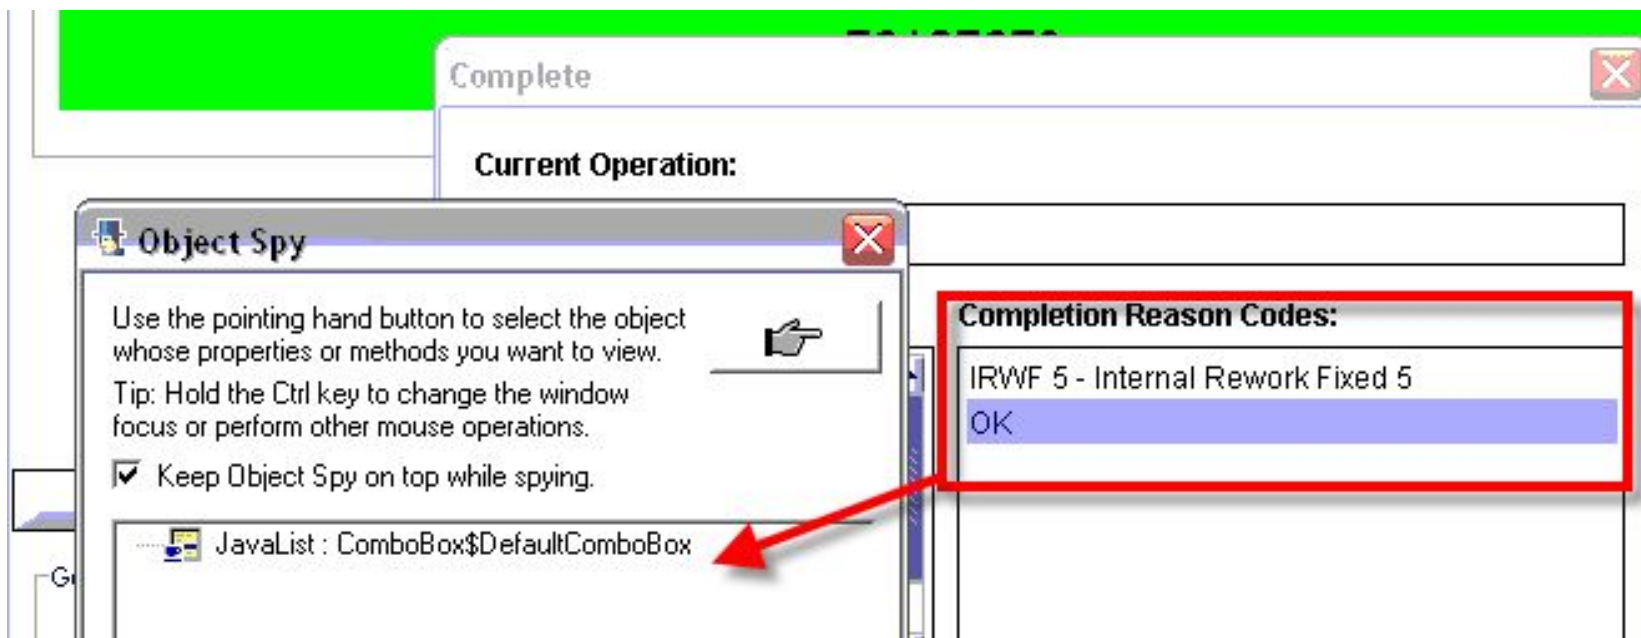 Complete
Current Operation:
Object Spy
Use the pointing hand button to select the object
whose properties or methods you want to view.
Tip: Hold the Ctrl key to change the window
focus or perform other mouse operations.
Keep Object Spy on top while spying.
JavaList : ComboBox$DefaultComboBox
Completion Reason Codes:
IRWF 5 - Internal Rework Fixed 5
OK